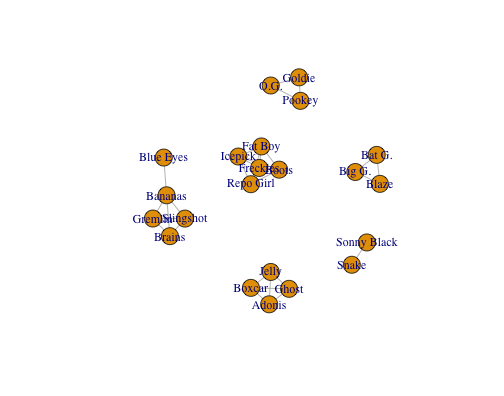 Goldie
O.G.
Pookey
Fat Boy
Icepick
Freckles
Boots
Repo Girl
Blue Eyes
Bananas
Gremlin
Slingshot
Brains
Bat G.
Big G.
Blaze
Sonny Black
Snake
Jelly
Boxcar
Ghost
Adonis